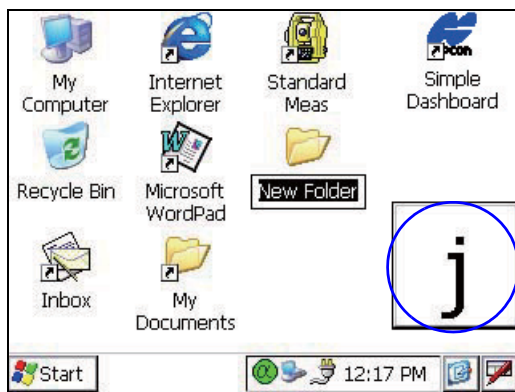 My Computer
Internet Explorer
Standard Meas
Simple Dashboard
Recycle Bin
Microsoft WordPad
New Folder
Inbox
My Documents
j
Start
12:17 PM